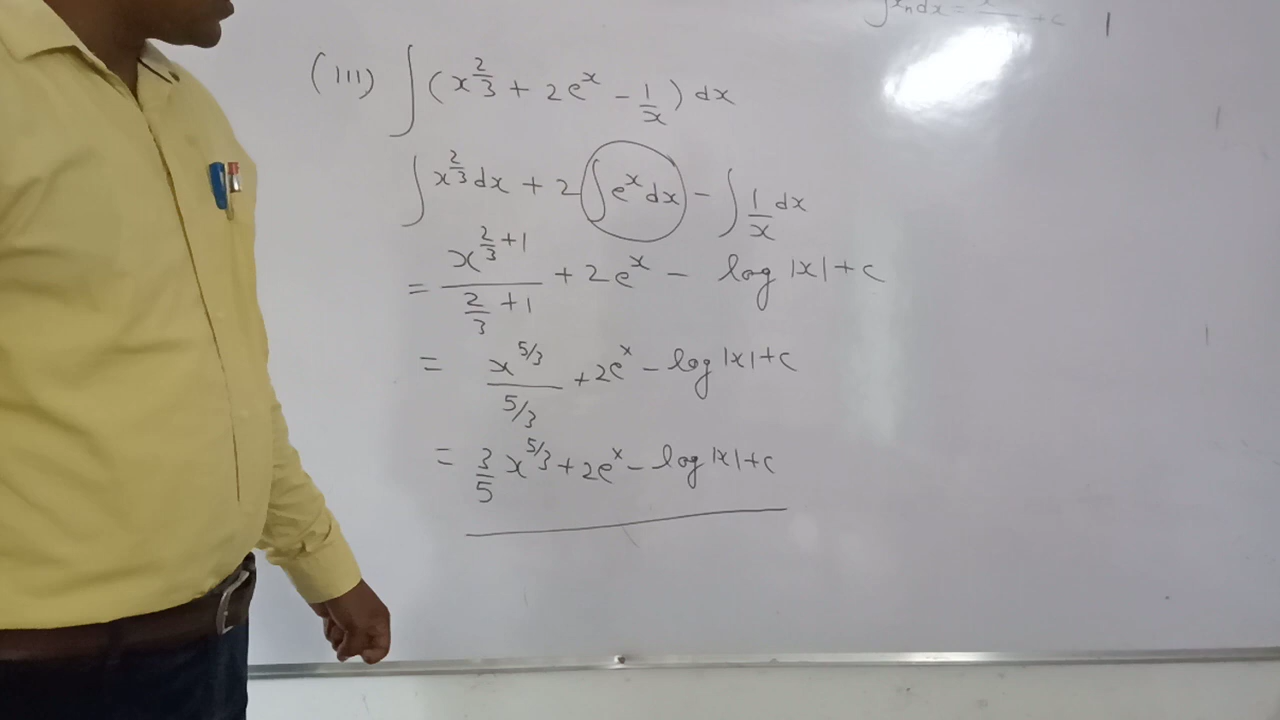 ∫xₙdx = x/ +c
(III) ∫(x^{2/3} + 2e^x - 1/x) dx
∫x^{2/3}dx + 2∫e^x dx - ∫1/x dx
= x^{2/3+1}/(2/3+1) + 2e^x - log|x|+c
= x^{5/3}/(5/3) + 2e^x - log|x|+c
= 3/5 x^{5/3} + 2e^x - log|x|+c